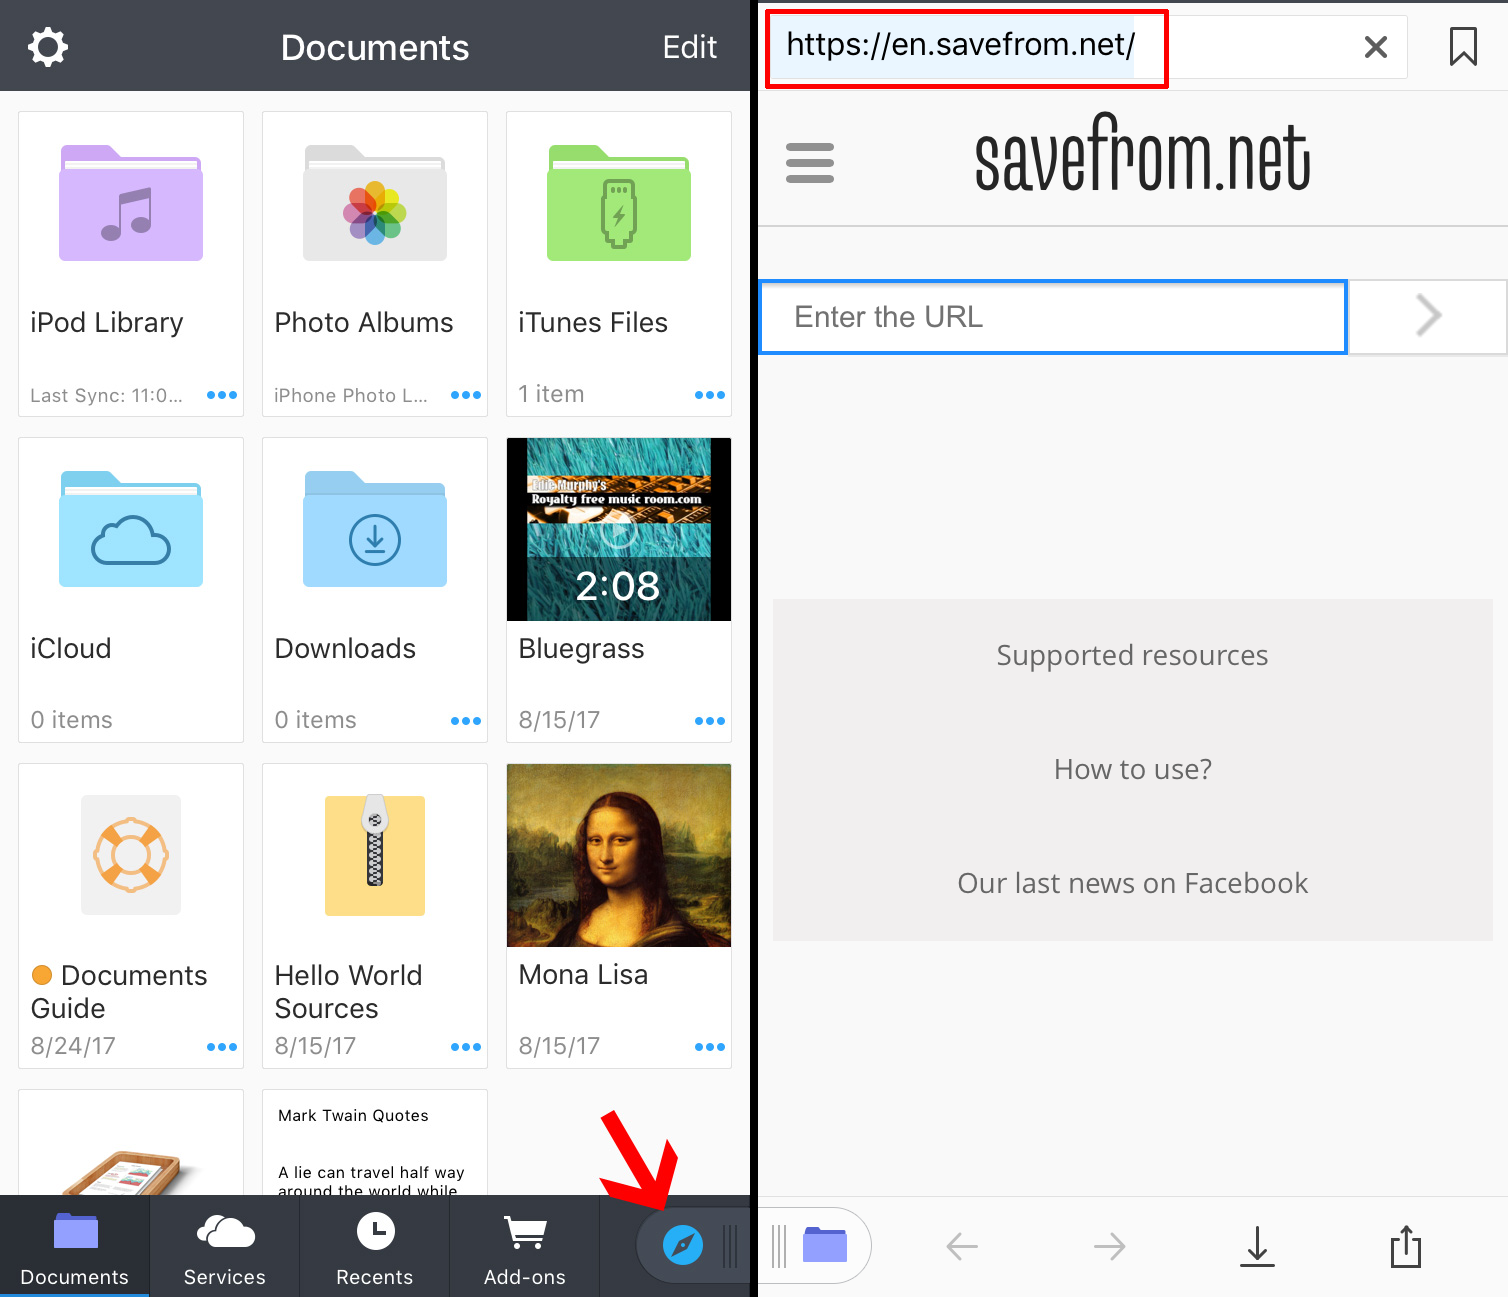 Documents
Edit
iPod Library
Last Sync: 11:0...
Photo Albums
iPhone Photo L...
iTunes Files
1 item
iCloud
0 items
Downloads
0 items
Edie Murphy's
Royalty free music room.com
2:08
Bluegrass
8/15/17
Documents
Guide
8/24/17
Hello World
Sources
8/15/17
Mona Lisa
8/15/17
Mark Twain Quotes
A lie can travel half way
around the world while
Documents
Services
Recents
Add-ons
https://en.savefrom.net/
savefrom.net
Enter the URL
Supported resources
How to use?
Our last news on Facebook